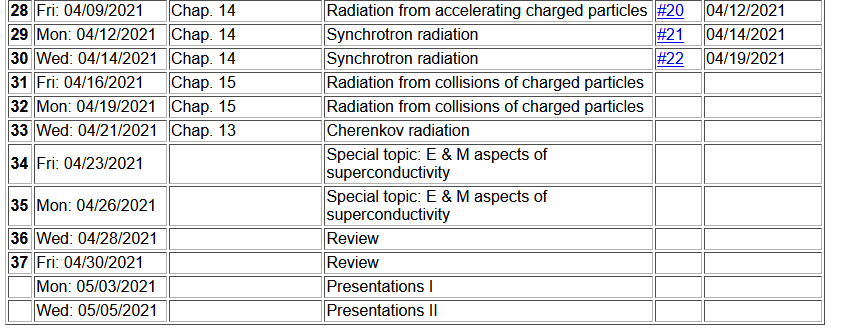 28 Fri: 04/09/2021 Chap. 14 Radiation from accelerating charged particles #20 04/12/2021
29 Mon: 04/12/2021 Chap. 14 Synchrotron radiation #21 04/14/2021
30 Wed: 04/14/2021 Chap. 14 Synchrotron radiation #22 04/19/2021
31 Fri: 04/16/2021 Chap. 15 Radiation from collisions of charged particles
32 Mon: 04/19/2021 Chap. 15 Radiation from collisions of charged particles
33 Wed: 04/21/2021 Chap. 13 Cherenkov radiation
34 Fri: 04/23/2021 Special topic: E & M aspects of
superconductivity
35 Mon: 04/26/2021 Special topic: E & M aspects of
superconductivity
36 Wed: 04/28/2021 Review
37 Fri: 04/30/2021 Review
Mon: 05/03/2021 Presentations I
Wed: 05/05/2021 Presentations II